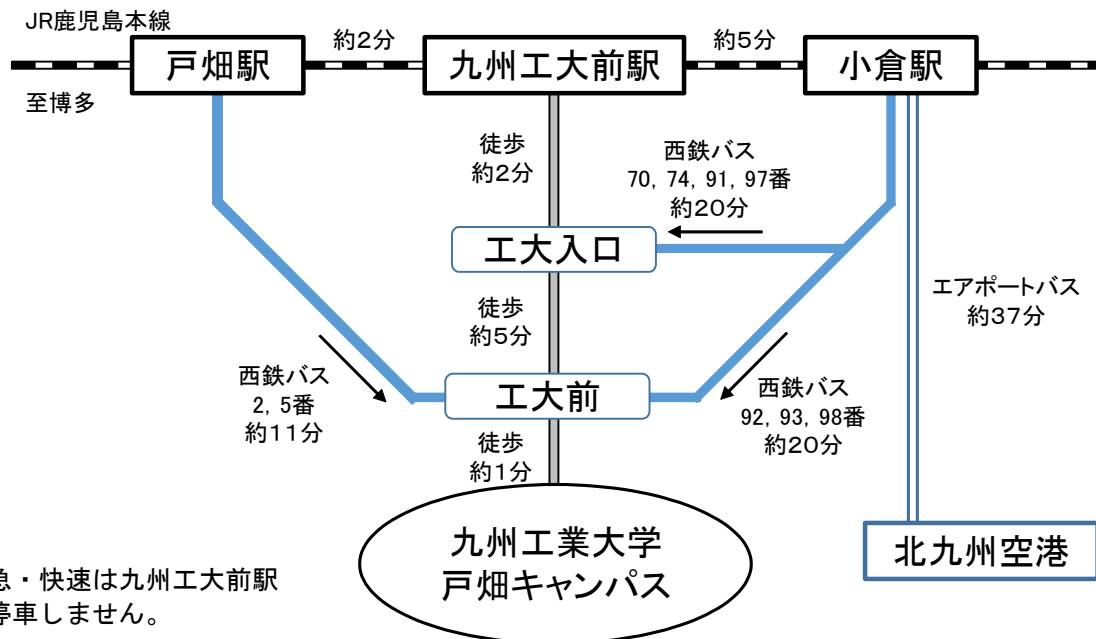 JR鹿児島本線
約2分
約5分
戸畑駅
九州工大前駅
小倉駅
至博多
徒歩
約2分
西鉄バス
70, 74, 91, 97番
約20分
工大入口
エアポートバス
約37分
徒歩
約5分
西鉄バス
2, 5番
約11分
工大前
西鉄バス
92, 93, 98番
約20分
徒歩
約1分
九州工業大学
戸畑キャンパス
北九州空港
急・快速は九州工大前駅
停車しません。